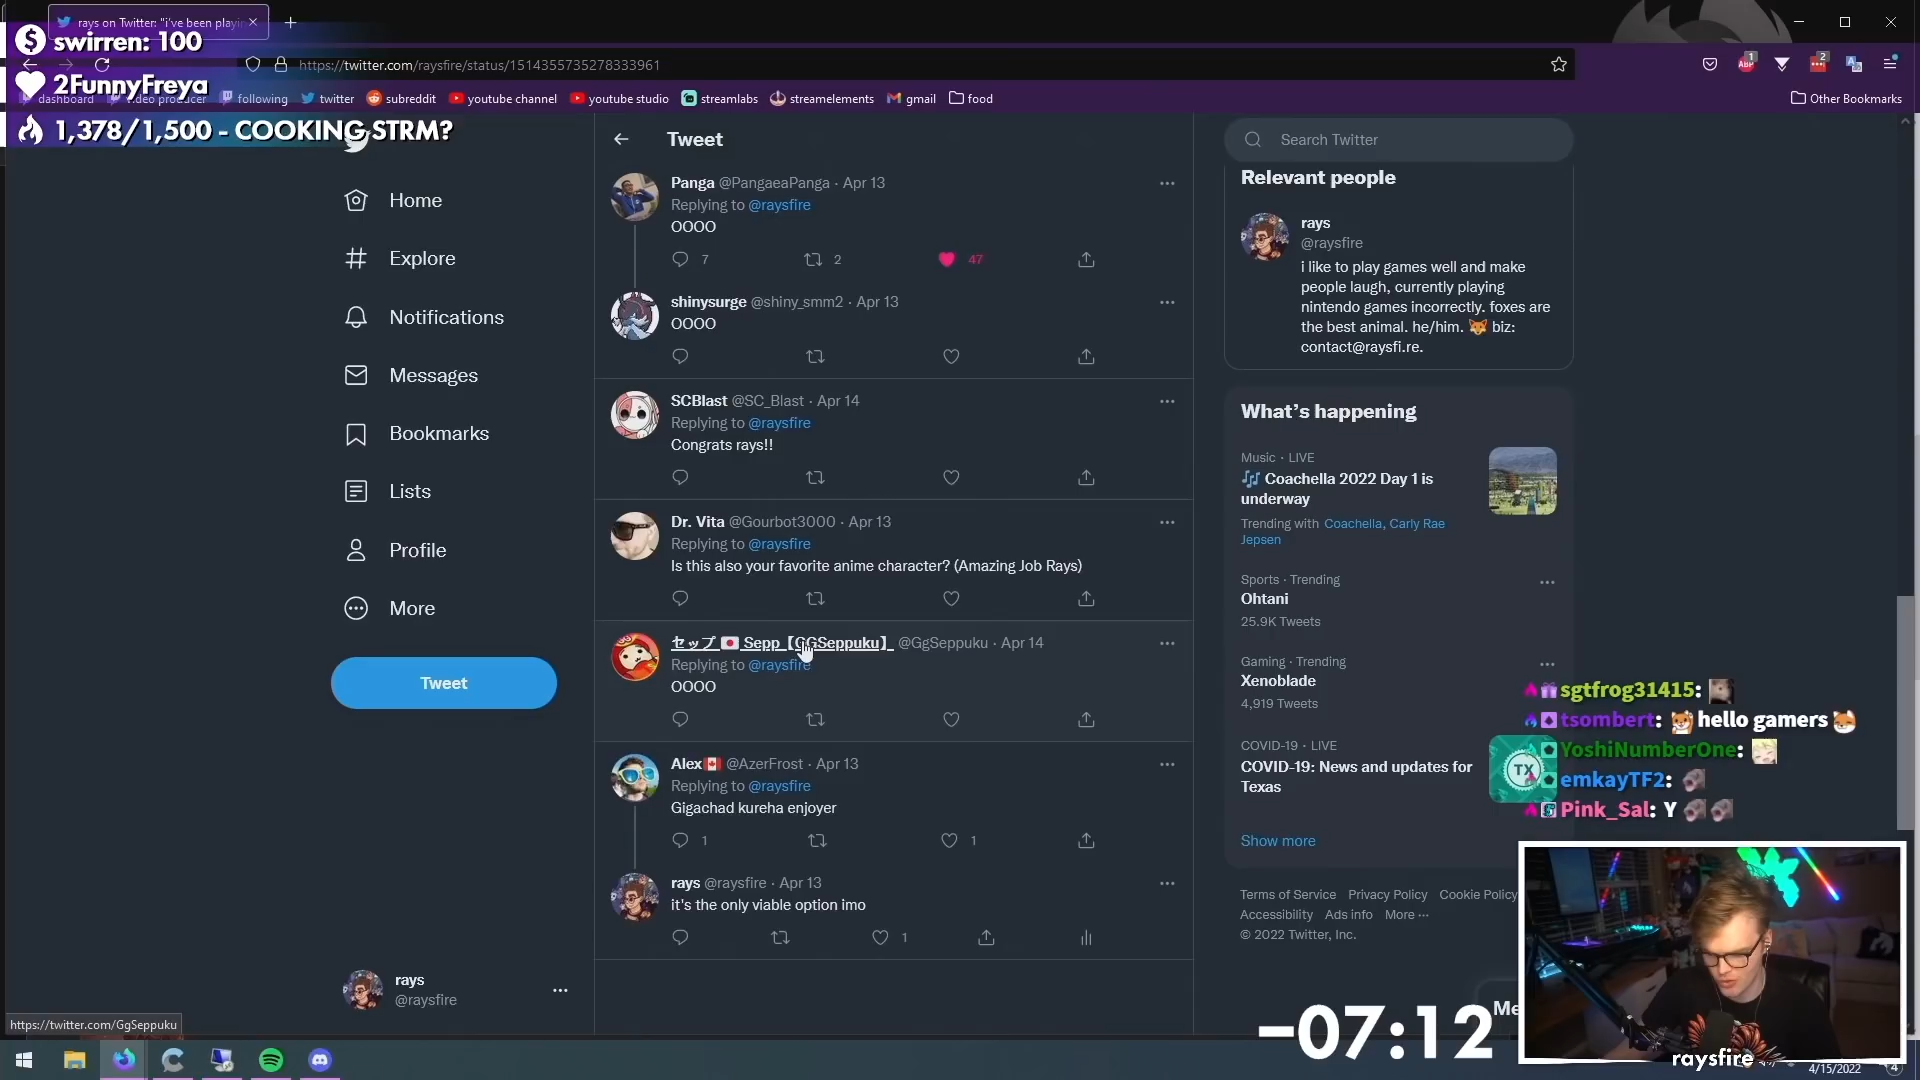 rays on Twitter: "i've been playin
swirren: 100
https://twitter.com/raysfire/status/1514355735278333961
2FunnyFreya
dashboard
video producer
following
twitter
subreddit
youtube channel
youtube studio
streamlabs
streamelements
gmail
food
Other Bookmarks
1,378/1,500 - COOKING STRM?
Home
Explore
Notifications
Messages
Bookmarks
Lists
Profile
More
Tweet
rays
@raysfire
https://twitter.com/GgSeppuku
Tweet
Panga @PangaeaPanga · Apr 13
Replying to @raysfire
OOOO
7 2 47
shinysurge @shiny_smm2 · Apr 13
OOOO
SCBlast @SC_Blast · Apr 14
Replying to @raysfire
Congrats rays!!
Dr. Vita @Gourbot3000 · Apr 13
Replying to @raysfire
Is this also your favorite anime character? (Amazing Job Rays)
セップ 🇯🇵 Sepp【GGSeppuku】 @GgSeppuku · Apr 14
Replying to @raysfire
OOOO
Alex🇨🇦 @AzerFrost · Apr 13
Replying to @raysfire
Gigachad kureha enjoyer
1 1
rays @raysfire · Apr 13
it's the only viable option imo
1
Search Twitter
Relevant people
rays
@raysfire
i like to play games well and make
people laugh, currently playing
nintendo games incorrectly. foxes are
the best animal. he/him. 🦊 biz:
contact@raysfi.re.
What's happening
Music · LIVE
🎶 Coachella 2022 Day 1 is
underway
Trending with Coachella, Carly Rae
Jepsen
Sports · Trending
Ohtani
25.9K Tweets
Gaming · Trending
Xenoblade
4,919 Tweets
COVID-19 · LIVE
COVID-19: News and updates for
Texas
TX
Show more
Terms of Service Privacy Policy Cookie Policy
Accessibility Ads info More ···
© 2022 Twitter, Inc.
sgtfrog31415:
tsombert: hello gamers
YoshiNumberOne:
emkayTF2:
Pink_Sal: Y
-07:12
Me
raysfire
4/15/2022
4